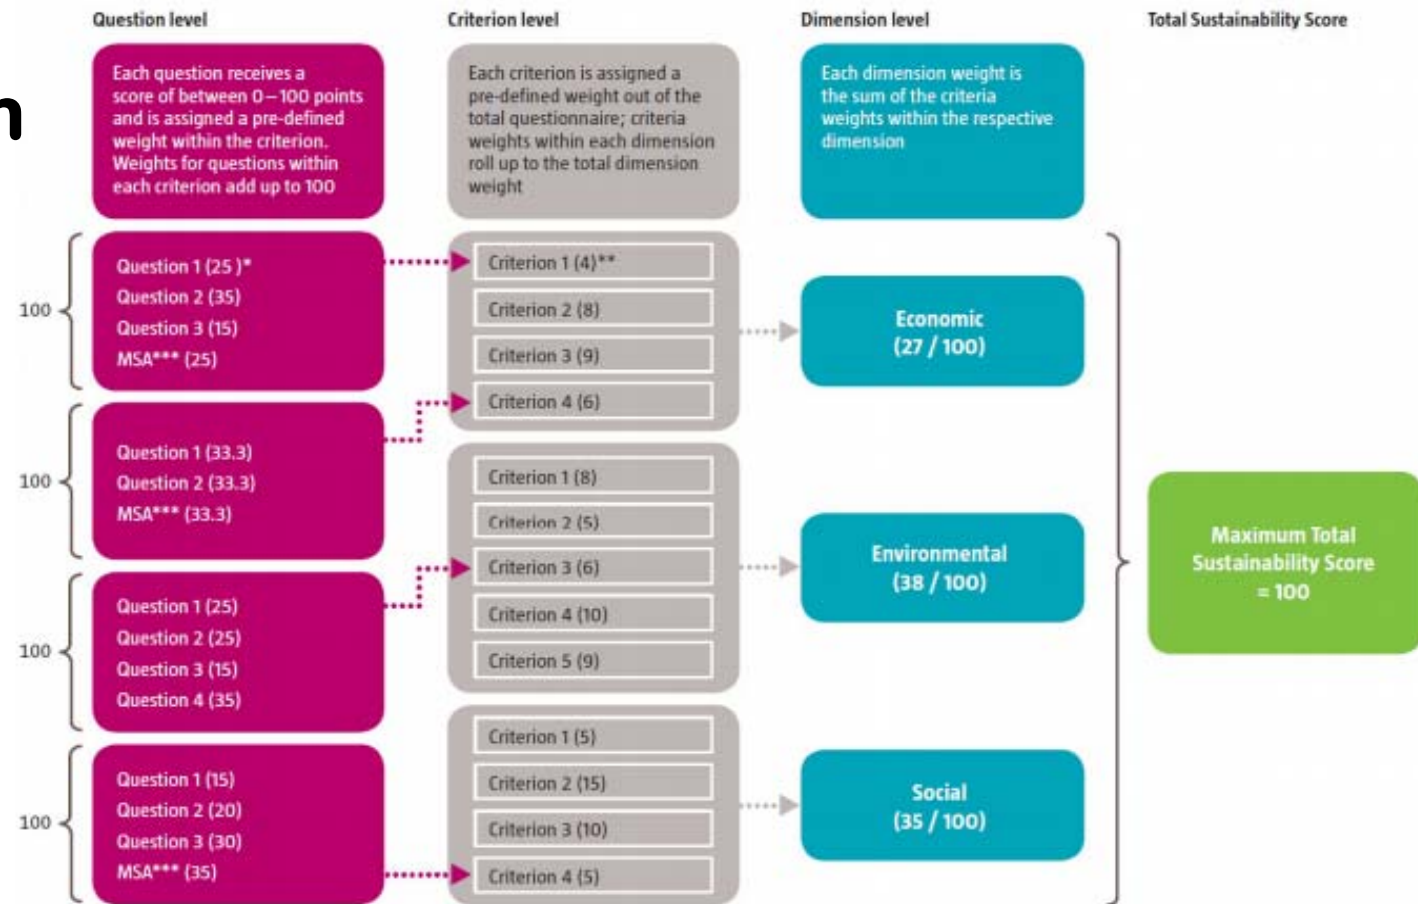 Question level
Criterion level
Dimension level
Total Sustainability Score
n
Each question receives a
score of between 0–100 points
and is assigned a pre-defined
weight within the criterion.
Weights for questions within
each criterion add up to 100
Each criterion is assigned a
pre-defined weight out of the
total questionnaire; criteria
weights within each dimension
roll up to the total dimension
weight
Each dimension weight is
the sum of the criteria
weights within the respective
dimension
100
Question 1 (25 )*
Question 2 (35)
Question 3 (15)
MSA*** (25)
100
Question 1 (33.3)
Question 2 (33.3)
MSA*** (33.3)
100
Question 1 (25)
Question 2 (25)
Question 3 (15)
Question 4 (35)
100
Question 1 (15)
Question 2 (20)
Question 3 (30)
MSA*** (35)
Criterion 1 (4)**
Criterion 2 (8)
Criterion 3 (9)
Criterion 4 (6)
Criterion 1 (8)
Criterion 2 (5)
Criterion 3 (6)
Criterion 4 (10)
Criterion 5 (9)
Criterion 1 (5)
Criterion 2 (15)
Criterion 3 (10)
Criterion 4 (5)
Economic
(27 / 100)
Environmental
(38 / 100)
Social
(35 / 100)
Maximum Total
Sustainability Score
= 100